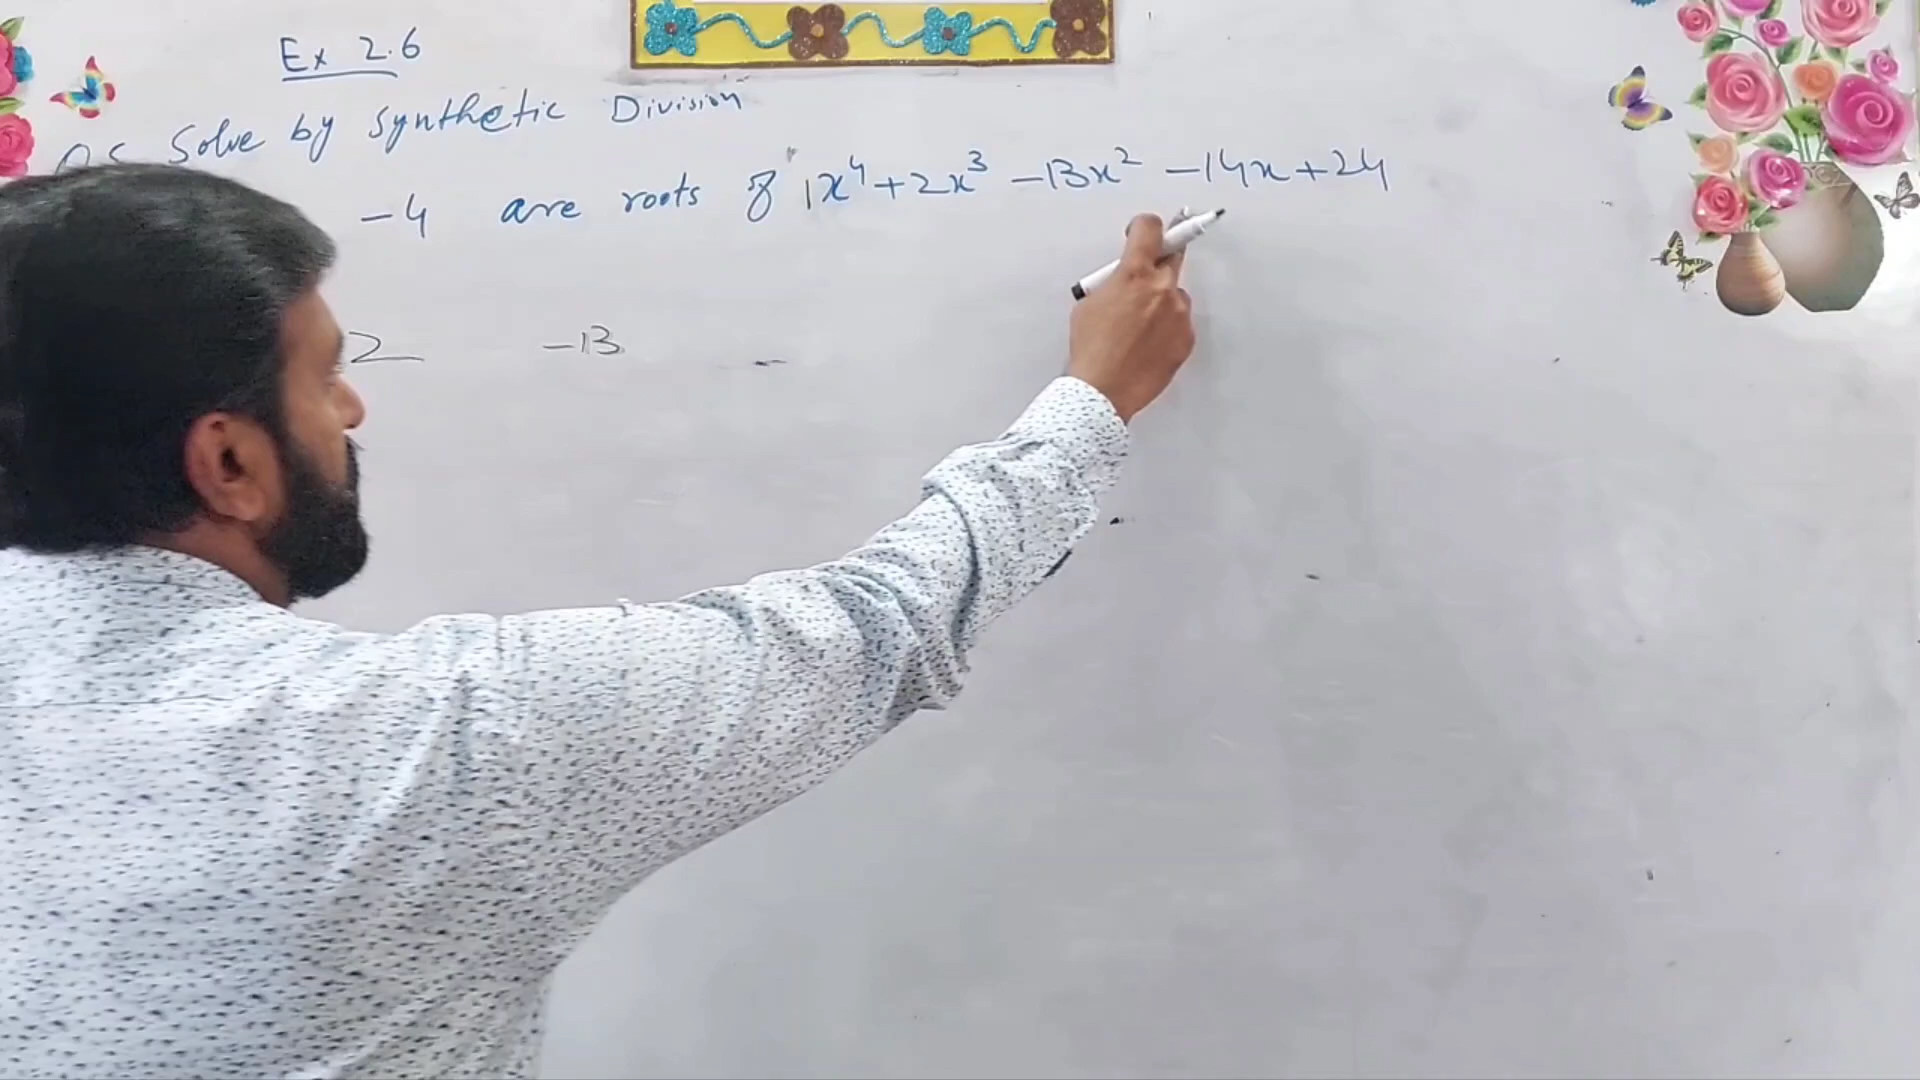 Ex 2.6
Solve by synthetic Division
-4 are roots of 1x⁴+2x³ -13x² -14x+24
2 -13 -